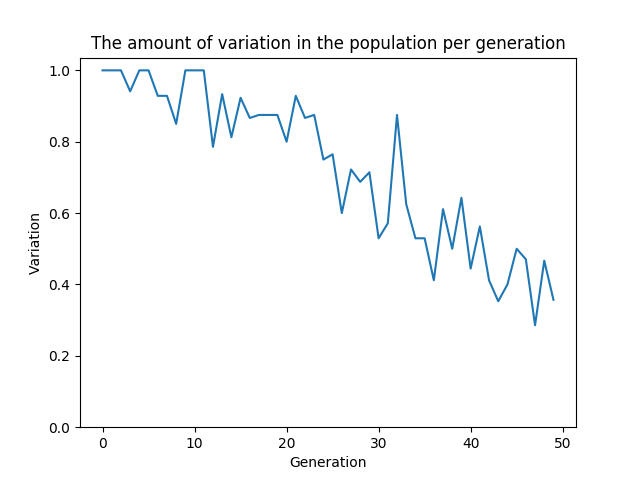 The amount of variation in the population per generation
1.0
0.8
0.6
0.4
0.2
0.0
Variation
0 10 20 30 40 50
Generation